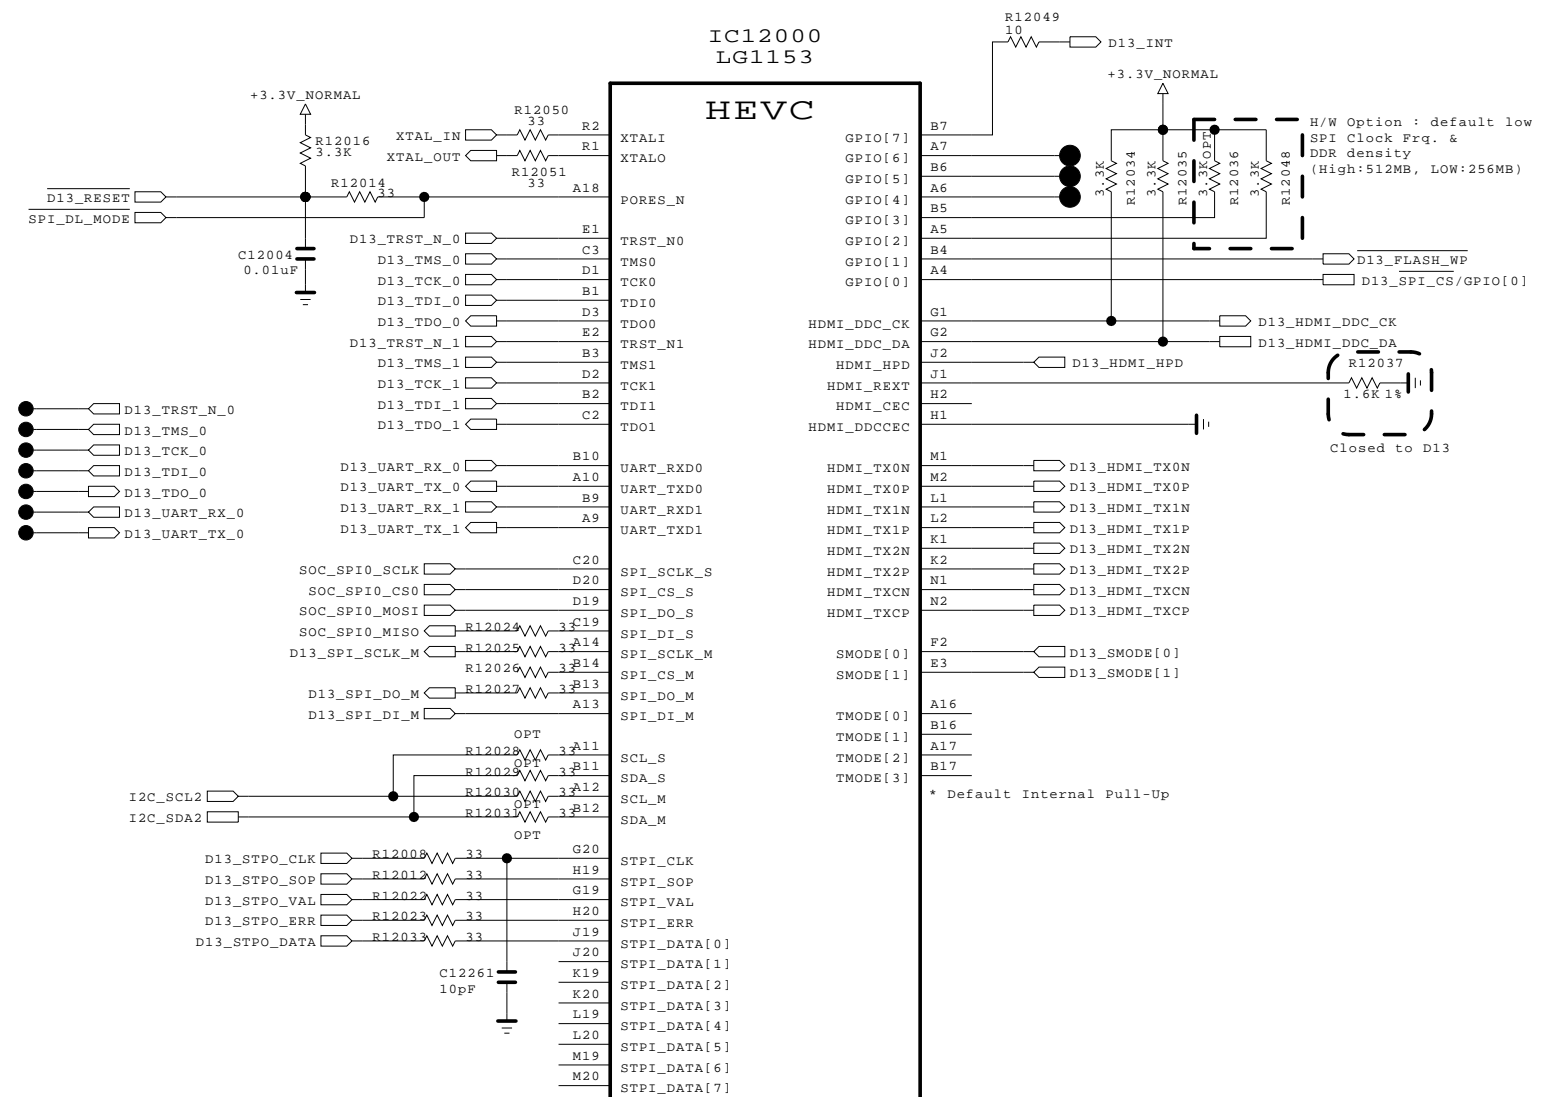 IC12000
LG1153
HEVC
R12049
10
D13_INT
+3.3V_NORMAL
+3.3V_NORMAL
R12016
3.3K
R12050
33
XTAL_IN
R2
XTALI
XTAL_OUT
R1
XTALO
R12051
33
D13_RESET
R12014
33
A18
PORES_N
SPI_DL_MODE
C12004
0.01uF
D13_TRST_N_0
E1
TRST_N0
D13_TMS_0
C3
TMS0
D13_TCK_0
D1
TCK0
D13_TDI_0
B1
TDI0
D13_TDO_0
D3
TDO0
D13_TRST_N_1
E2
TRST_N1
D13_TMS_1
B3
TMS1
D13_TCK_1
D2
TCK1
D13_TDI_1
B2
TDI1
D13_TDO_1
C2
TDO1
D13_TRST_N_0
D13_TMS_0
D13_TCK_0
D13_TDI_0
D13_TDO_0
D13_UART_RX_0
D13_UART_TX_0
D13_UART_RX_0
B10
UART_RXD0
D13_UART_TX_0
A10
UART_TXD0
D13_UART_RX_1
B9
UART_RXD1
D13_UART_TX_1
A9
UART_TXD1
SOC_SPI0_SCLK
C20
SPI_SCLK_S
SOC_SPI0_CS0
D20
SPI_CS_S
SOC_SPI0_MOSI
D19
SPI_DO_S
SOC_SPI0_MISO
R12024
33
C19
SPI_DI_S
D13_SPI_SCLK_M
R12025
33
A14
SPI_SCLK_M
R12026
33
B14
SPI_CS_M
D13_SPI_DO_M
R12027
33
B13
SPI_DO_M
D13_SPI_DI_M
A13
SPI_DI_M
OPT
R12028
33
A11
SCL_S
OPT
R12029
33
B11
SDA_S
I2C_SCL2
R12030
33
A12
SCL_M
OPT
I2C_SDA2
R12031
33
B12
SDA_M
OPT
D13_STPO_CLK
R12008
33
G20
STPI_CLK
D13_STPO_SOP
R12012
33
H19
STPI_SOP
D13_STPO_VAL
R12022
33
G19
STPI_VAL
D13_STPO_ERR
R12023
33
H20
STPI_ERR
D13_STPO_DATA
R12033
33
J19
STPI_DATA[0]
J20
STPI_DATA[1]
C12261
10pF
K19
STPI_DATA[2]
K20
STPI_DATA[3]
L19
STPI_DATA[4]
L20
STPI_DATA[5]
M19
STPI_DATA[6]
M20
STPI_DATA[7]
GPIO[7]
B7
GPIO[6]
A7
GPIO[5]
B6
GPIO[4]
A6
GPIO[3]
B5
GPIO[2]
A5
GPIO[1]
B4
D13_FLASH_WP
GPIO[0]
A4
D13_SPI_CS/GPIO[0]
3.3K
R12034
3.3K
R12035
3.3K
OPT
R12036
3.3K
R12048
H/W Option : default low
SPI Clock Frq. &
DDR density
(High:512MB, LOW:256MB)
HDMI_DDC_CK
G1
D13_HDMI_DDC_CK
HDMI_DDC_DA
G2
D13_HDMI_DDC_DA
HDMI_HPD
J2
D13_HDMI_HPD
HDMI_REXT
J1
R12037
1.6K 1%
Closed to D13
HDMI_CEC
H2
HDMI_DDCCEC
H1
HDMI_TX0N
M1
D13_HDMI_TX0N
HDMI_TX0P
M2
D13_HDMI_TX0P
HDMI_TX1N
L1
D13_HDMI_TX1N
HDMI_TX1P
L2
D13_HDMI_TX1P
HDMI_TX2N
K1
D13_HDMI_TX2N
HDMI_TX2P
K2
D13_HDMI_TX2P
HDMI_TXCN
N1
D13_HDMI_TXCN
HDMI_TXCP
N2
D13_HDMI_TXCP
SMODE[0]
F2
D13_SMODE[0]
SMODE[1]
E3
D13_SMODE[1]
TMODE[0]
A16
TMODE[1]
B16
TMODE[2]
A17
TMODE[3]
B17
* Default Internal Pull-Up